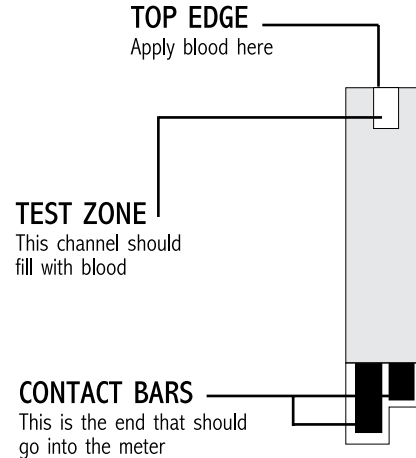 TOP EDGE
Apply blood here
TEST ZONE
This channel should
fill with blood
CONTACT BARS
This is the end that should
go into the meter